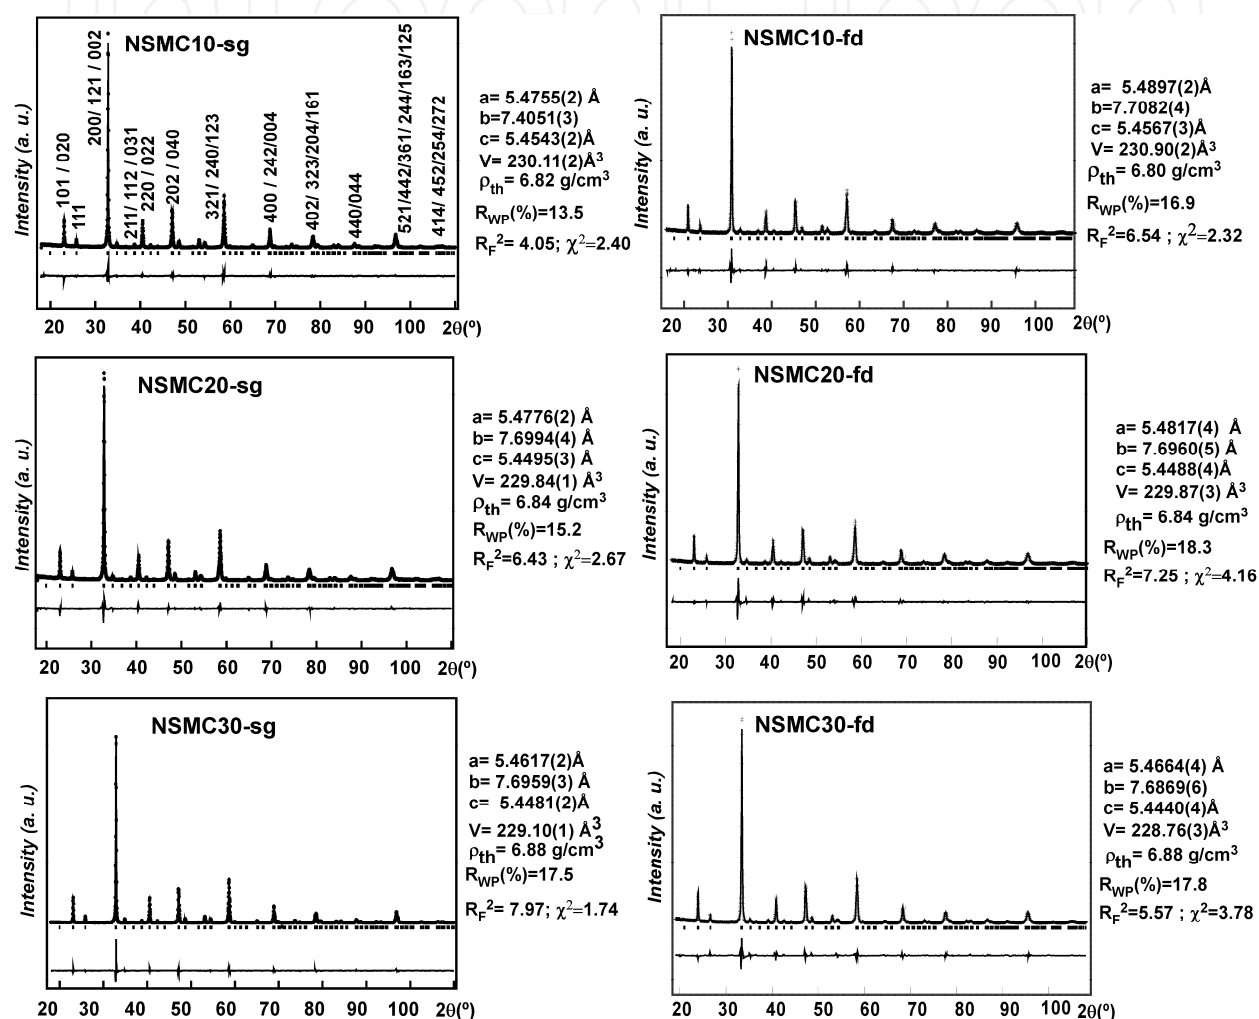 NSMC10-sg
Intensity (a. u.)
101 / 020
111
200/ 121 / 002
211/ 112 / 031
220 / 022
202 / 040
321/ 240/123
400 / 242/004
402/ 323/204/161
440/044
521/442/361/ 244/163/125
414/ 452/254/272
20 30 40 50 60 70 80 90 100 2θ(º)
a= 5.4755(2) Å
b=7.4051(3)
c= 5.4543(2)Å
V= 230.11(2)Å³
ρth= 6.82 g/cm³
RWP(%)=13.5
RF²= 4.05; χ²=2.40
NSMC10-fd
Intensity (a. u.)
20 30 40 50 60 70 80 90 100 2θ(º)
a= 5.4897(2)Å
b=7.7082(4)
c= 5.4567(3)Å
V= 230.90(2)Å³
ρth= 6.80 g/cm³
RWP(%)=16.9
RF²=6.54 ; χ²=2.32
NSMC20-sg
Intensity (a. u.)
20 30 40 50 60 70 80 90 100 2θ(º)
a= 5.4776(2) Å
b= 7.6994(4) Å
c= 5.4495(3) Å
V= 229.84(1) Å³
ρth= 6.84 g/cm³
RWP(%)=15.2
RF²=6.43 ; χ²=2.67
NSMC20-fd
Intensity (a. u.)
20 30 40 50 60 70 80 90 100 2θ(º)
a= 5.4817(4) Å
b= 7.6960(5) Å
c= 5.4488(4)Å
V= 229.87(3) Å³
ρth= 6.84 g/cm³
RWP(%)=18.3
RF²=7.25 ; χ²=4.16
NSMC30-sg
Intensity (a. u.)
20 30 40 50 60 70 80 90 100 2θ(º)
a= 5.4617(2)Å
b= 7.6959(3) Å
c= 5.4481(2)Å
V= 229.10(1) Å³
ρth= 6.88 g/cm³
RWP(%)=17.5
RF²= 7.97; χ²=1.74
NSMC30-fd
Intensity (a. u.)
20 30 40 50 60 70 80 90 100 2θ(º)
a= 5.4664(4) Å
b= 7.6869(6)
c= 5.4440(4)Å
V= 228.76(3)Å³
ρth= 6.88 g/cm³
RWP(%)=17.8
RF²=5.57 ; χ²=3.78